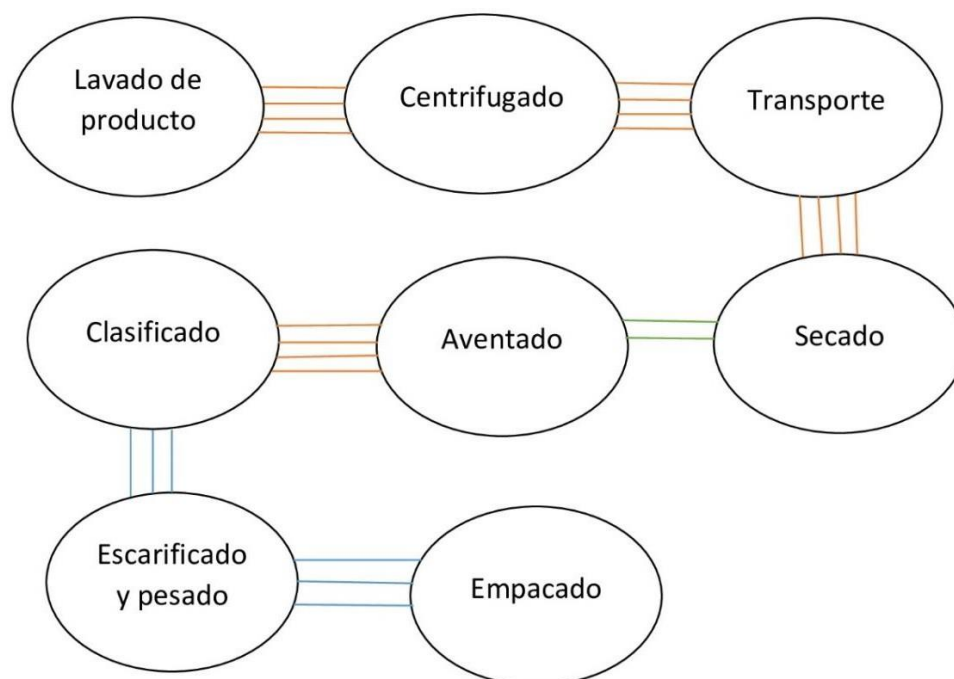 Lavado de
producto
Centrifugado
Transporte
Clasificado
Aventado
Secado
Escarificado
y pesado
Empacado